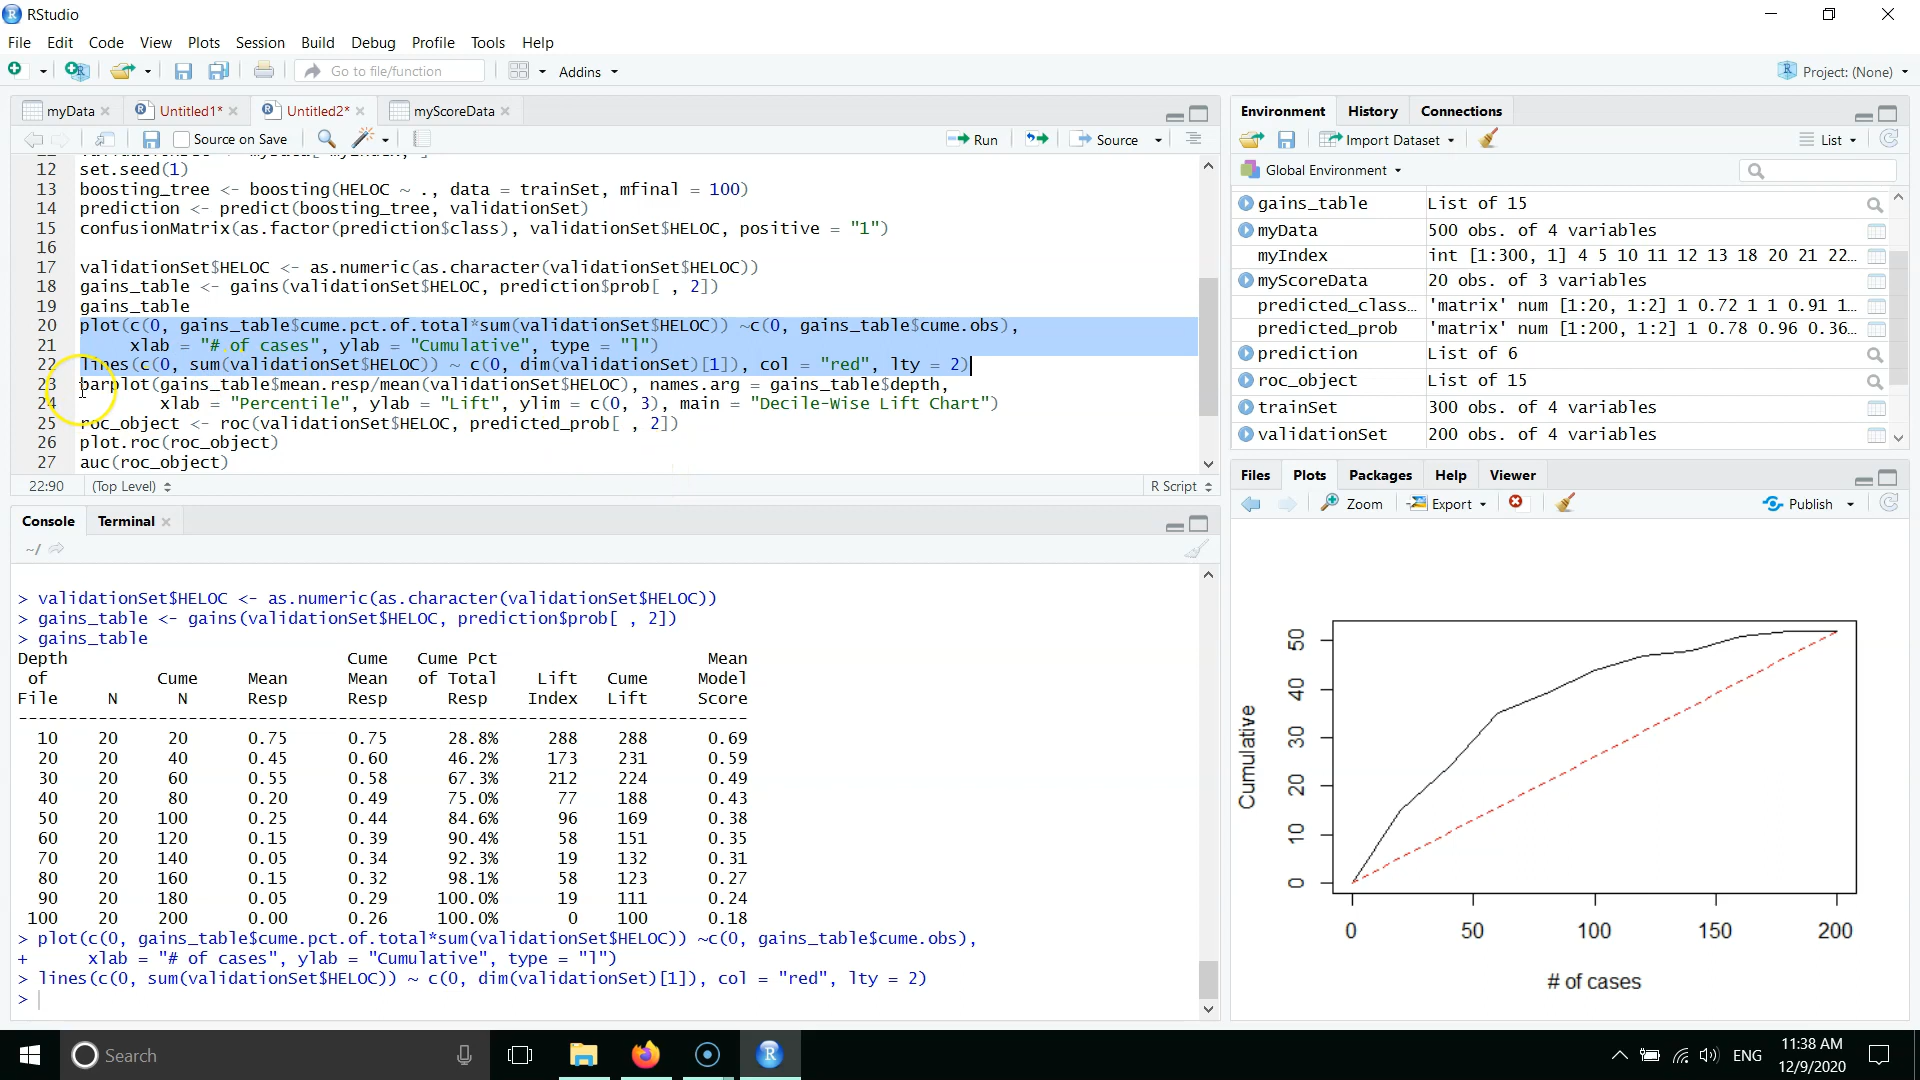 RStudio
File Edit Code View Plots Session Build Debug Profile Tools Help
Go to file/function Addins Project: (None)
myData Untitled1* Untitled2* myScoreData
Source on Save Run Source
12 set.seed(1)
13 boosting_tree <- boosting(HELOC ~ ., data = trainSet, mfinal = 100)
14 prediction <- predict(boosting_tree, validationSet)
15 confusionMatrix(as.factor(prediction$class), validationSet$HELOC, positive = "1")
16
17 validationSet$HELOC <- as.numeric(as.character(validationSet$HELOC))
18 gains_table <- gains(validationSet$HELOC, prediction$prob[ , 2])
19 gains_table
20 plot(c(0, gains_table$cume.pct.of.total*sum(validationSet$HELOC)) ~c(0, gains_table$cume.obs),
21 xlab = "# of cases", ylab = "Cumulative", type = "l")
22 lines(c(0, sum(validationSet$HELOC)) ~ c(0, dim(validationSet)[1]), col = "red", lty = 2)
23 barplot(gains_table$mean.resp/mean(validationSet$HELOC), names.arg = gains_table$depth,
24 xlab = "Percentile", ylab = "Lift", ylim = c(0, 3), main = "Decile-Wise Lift Chart")
25 roc_object <- roc(validationSet$HELOC, predicted_prob[ , 2])
26 plot.roc(roc_object)
27 auc(roc_object)
22:90 (Top Level) R Script
Console Terminal
~/
> validationSet$HELOC <- as.numeric(as.character(validationSet$HELOC))
> gains_table <- gains(validationSet$HELOC, prediction$prob[ , 2])
> gains_table
Depth Cume Cume Pct Mean
of Cume Mean Mean of Total Lift Cume Model
File N N Resp Resp Resp Index Lift Score
-------------------------------------------------------------------------
10 20 20 0.75 0.75 28.8% 288 288 0.69
20 20 40 0.45 0.60 46.2% 173 231 0.59
30 20 60 0.55 0.58 67.3% 212 224 0.49
40 20 80 0.20 0.49 75.0% 77 188 0.43
50 20 100 0.25 0.44 84.6% 96 169 0.38
60 20 120 0.15 0.39 90.4% 58 151 0.35
70 20 140 0.05 0.34 92.3% 19 132 0.31
80 20 160 0.15 0.32 98.1% 58 123 0.27
90 20 180 0.05 0.29 100.0% 19 111 0.24
100 20 200 0.00 0.26 100.0% 0 100 0.18
> plot(c(0, gains_table$cume.pct.of.total*sum(validationSet$HELOC)) ~c(0, gains_table$cume.obs),
+ xlab = "# of cases", ylab = "Cumulative", type = "l")
> lines(c(0, sum(validationSet$HELOC)) ~ c(0, dim(validationSet)[1]), col = "red", lty = 2)
>
Environment History Connections
Import Dataset List
Global Environment
gains_table List of 15
myData 500 obs. of 4 variables
myIndex int [1:300, 1] 4 5 10 11 12 13 18 20 21 22...
myScoreData 20 obs. of 3 variables
predicted_class... 'matrix' num [1:20, 1:2] 1 0.72 1 1 0.91 1...
predicted_prob 'matrix' num [1:200, 1:2] 1 0.78 0.96 0.36...
prediction List of 6
roc_object List of 15
trainSet 300 obs. of 4 variables
validationSet 200 obs. of 4 variables
Files Plots Packages Help Viewer
Zoom Export Publish
Cumulative
50
40
30
20
10
0
0 50 100 150 200
# of cases
Search
ENG
11:38 AM
12/9/2020